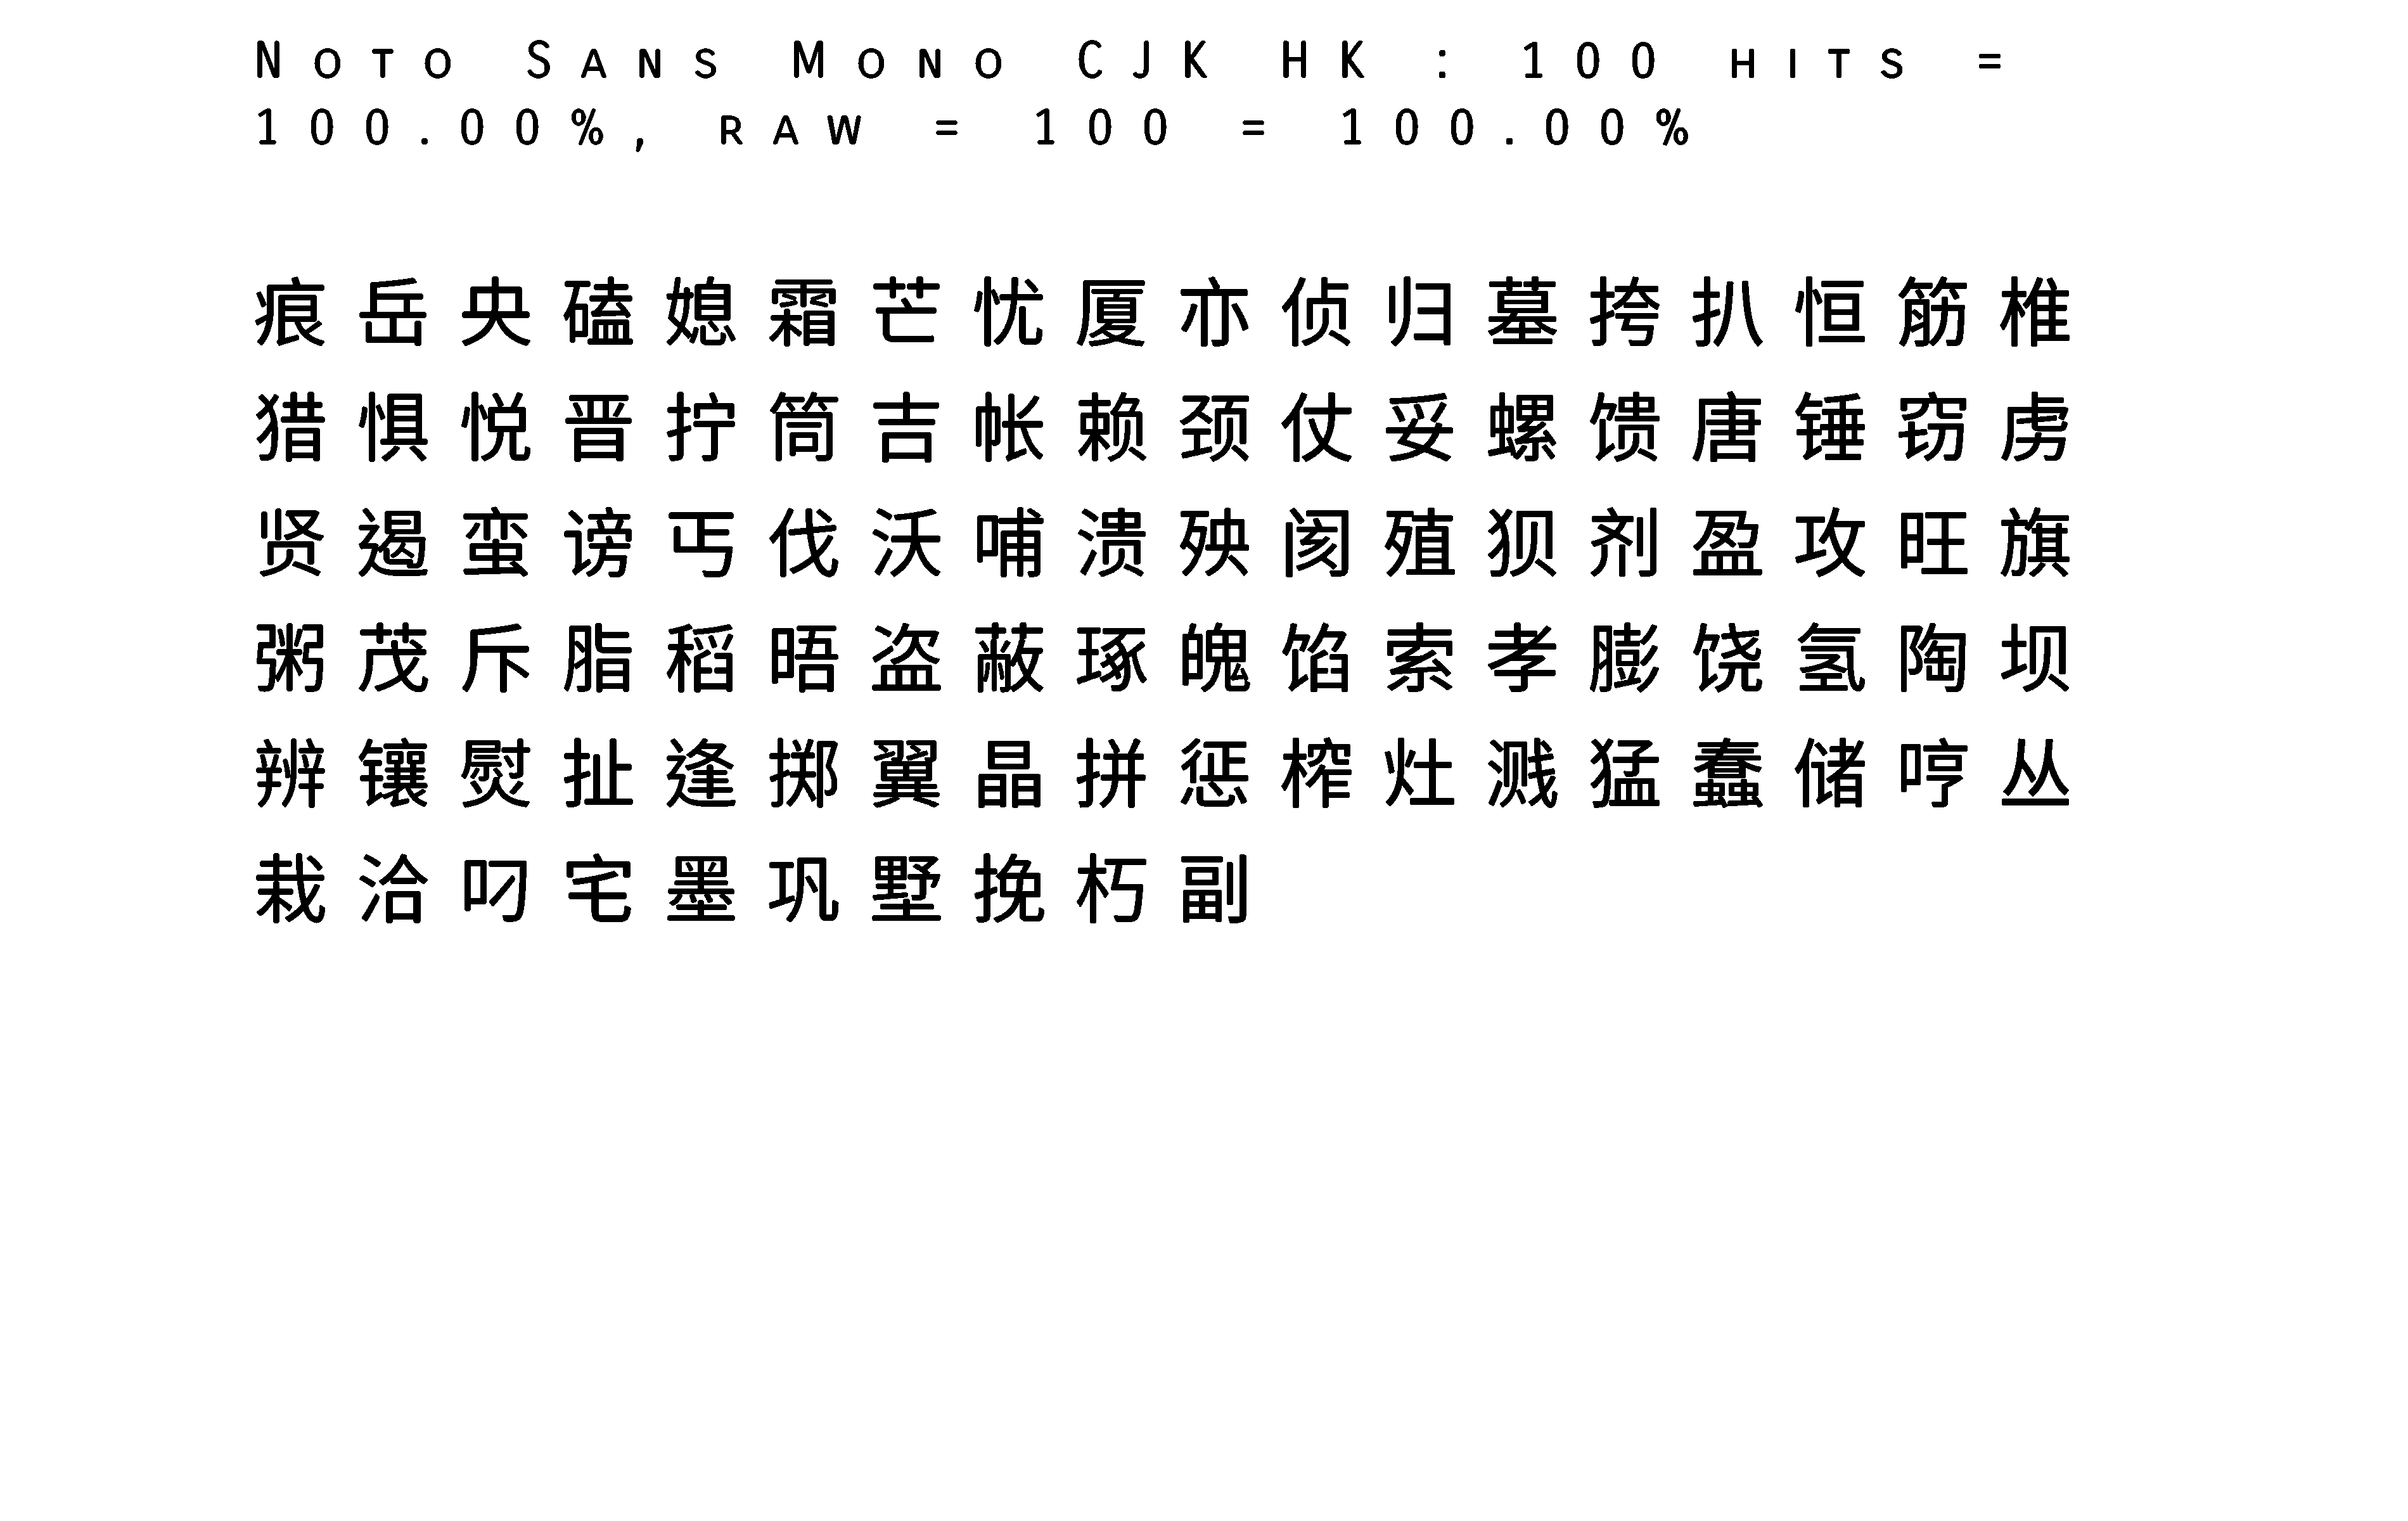 Noto Sans Mono CJK HK : 100 hits =
100.00%, raw = 100 = 100.00%
痕岳央磕媳霜芒忧厦亦侦归墓挎扒恒筋椎
猎惧悦晋拧筒吉帐赖颈仗妥螺馈唐锤窃虏
贤遏蛮谤丐伐沃哺溃殃阂殖狈剂盈攻旺旗
粥茂斥脂稻晤盗蔽琢魄馅索孝膨饶氢陶坝
辨镶熨扯逢掷翼晶拼惩榨灶溅猛蠢储哼丛
栽洽叼宅墨巩墅挽朽副